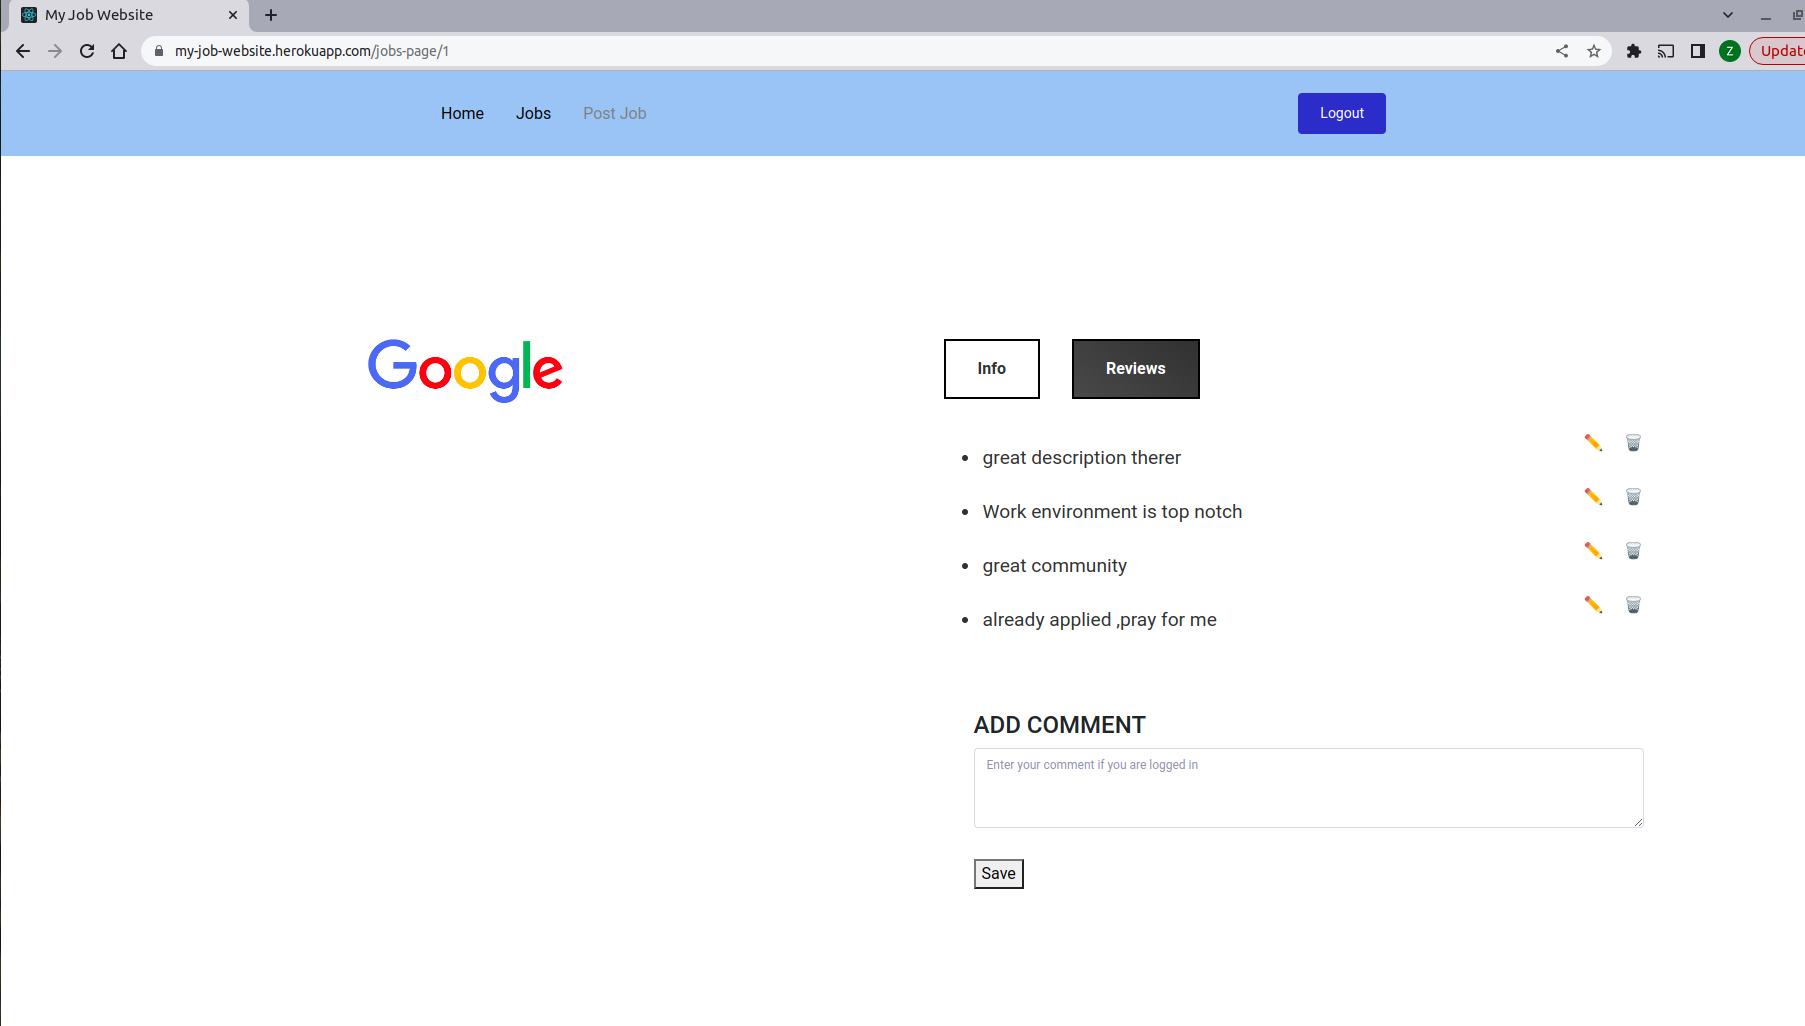 My Job Website
my-job-website.herokuapp.com/jobs-page/1
Z
Update
Home Jobs Post Job Logout
Google
Info Reviews
great description therer
Work environment is top notch
great community
already applied ,pray for me
ADD COMMENT
Enter your comment if you are logged in
Save